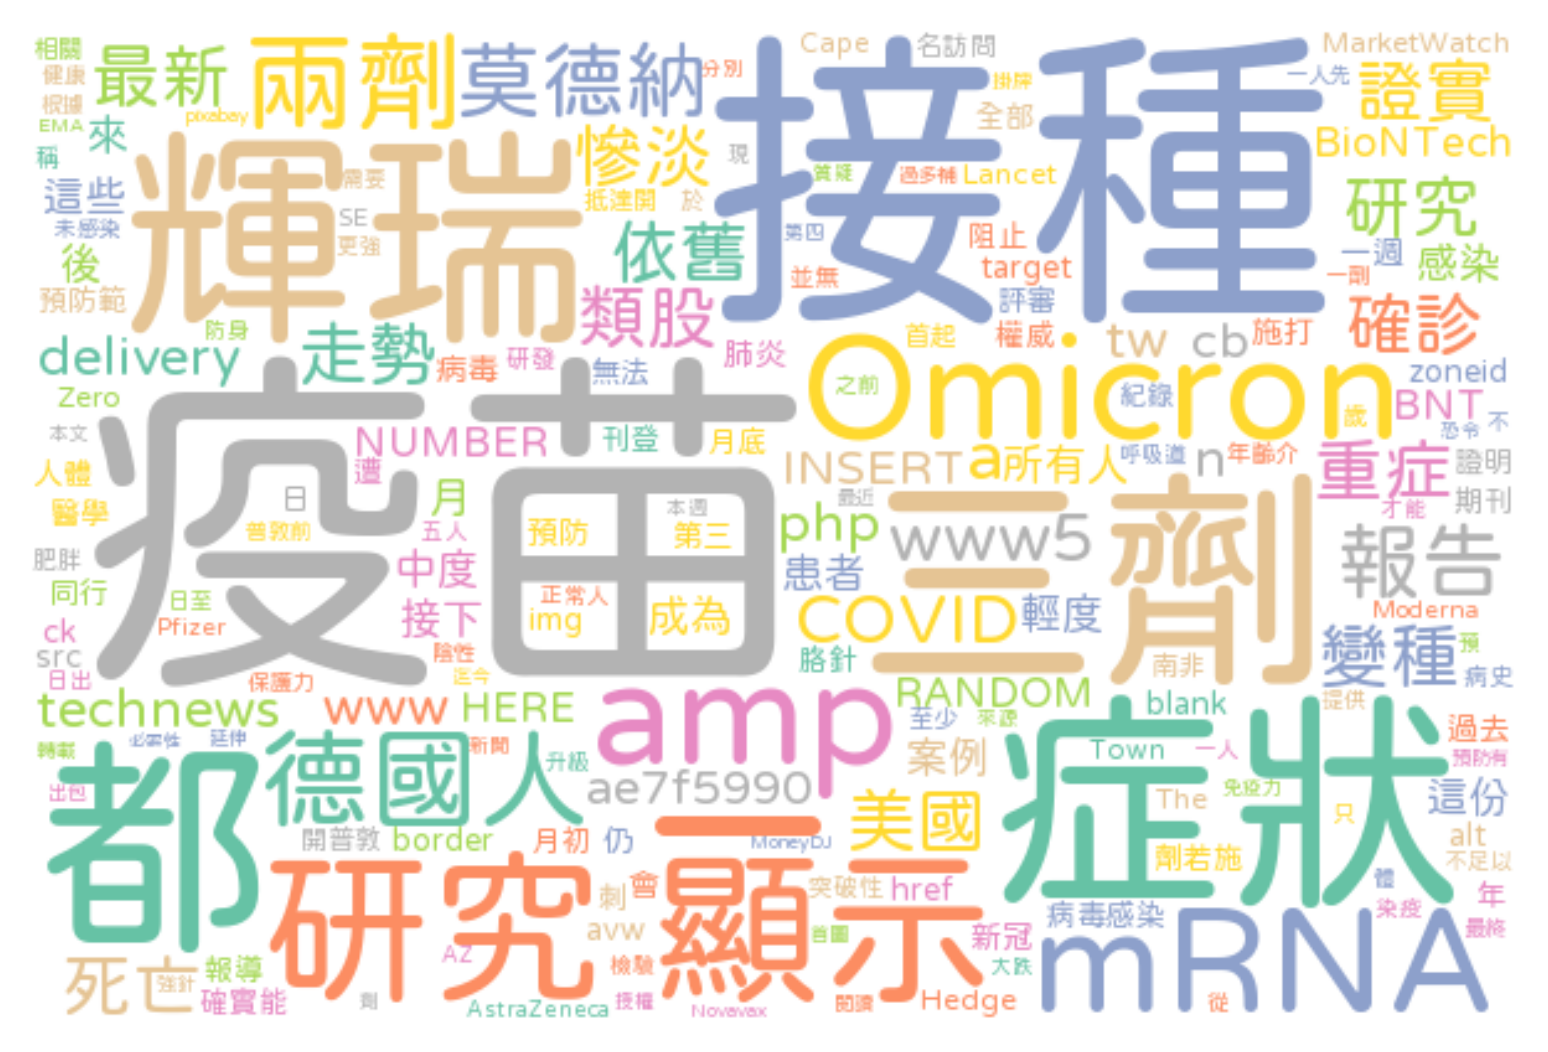 相關
最新
兩劑
莫德納
分別
接種
Cape
名訪問
MarketWatch
健康
pixabay
掛牌
一人先
證實
根據
EMA
來
全部
BioNTech
稱
輝瑞
慘淡
現
質疑
過多補
Lancet
這些
需要
抵達開
於
研究
未感染
SE
更強
依舊
第四
阻止
一週
感染
後
並無
target
一劑
預防範
類股
評審
確診
防身
走勢
首起
權威
tw
cb
施打
delivery
病毒
研發
無法
肺炎
Omicron
zoneid
Zero
之前
紀錄
BNT
本文
疫苗
NUMBER
刊登
月底
歲
恐令
不
人體
遭
INSERT
a
所有人
呼吸道
n
年齡介
重症
證明
日
月
最近
三劑
才能
期刊
醫學
普敦前
五人
預防
本週
第三
php
www5
報告
肥胖
中度
患者
同行
日至
正常人
img
成為
COVID
輕度
Moderna
ck
Pfizer
接下
變種
預
src
陰性
胳針
南非
日出
保護力
迄今
病史
technews
www
HERE
amp
RANDOM
提供
至少
來源
blank
症狀
過去
轉載
必需性
延伸
新聞
德國人
升級
案例
Town
一人
預防有
都
ae7f5990
The
免疫力
這份
出包
美國
只
開普敦
border
月初
仍
MoneyDJ
alt
劑若施
不足以
研究
顯示
刺
會
突破性
href
體
年
病毒感染
染疫
avw
首圖
新冠
mRNA
最終
死亡
強針
報導
AZ
檢驗
大跌
確實能
劑
AstraZeneca
授權
Novavax
閱讀
Hedge
從